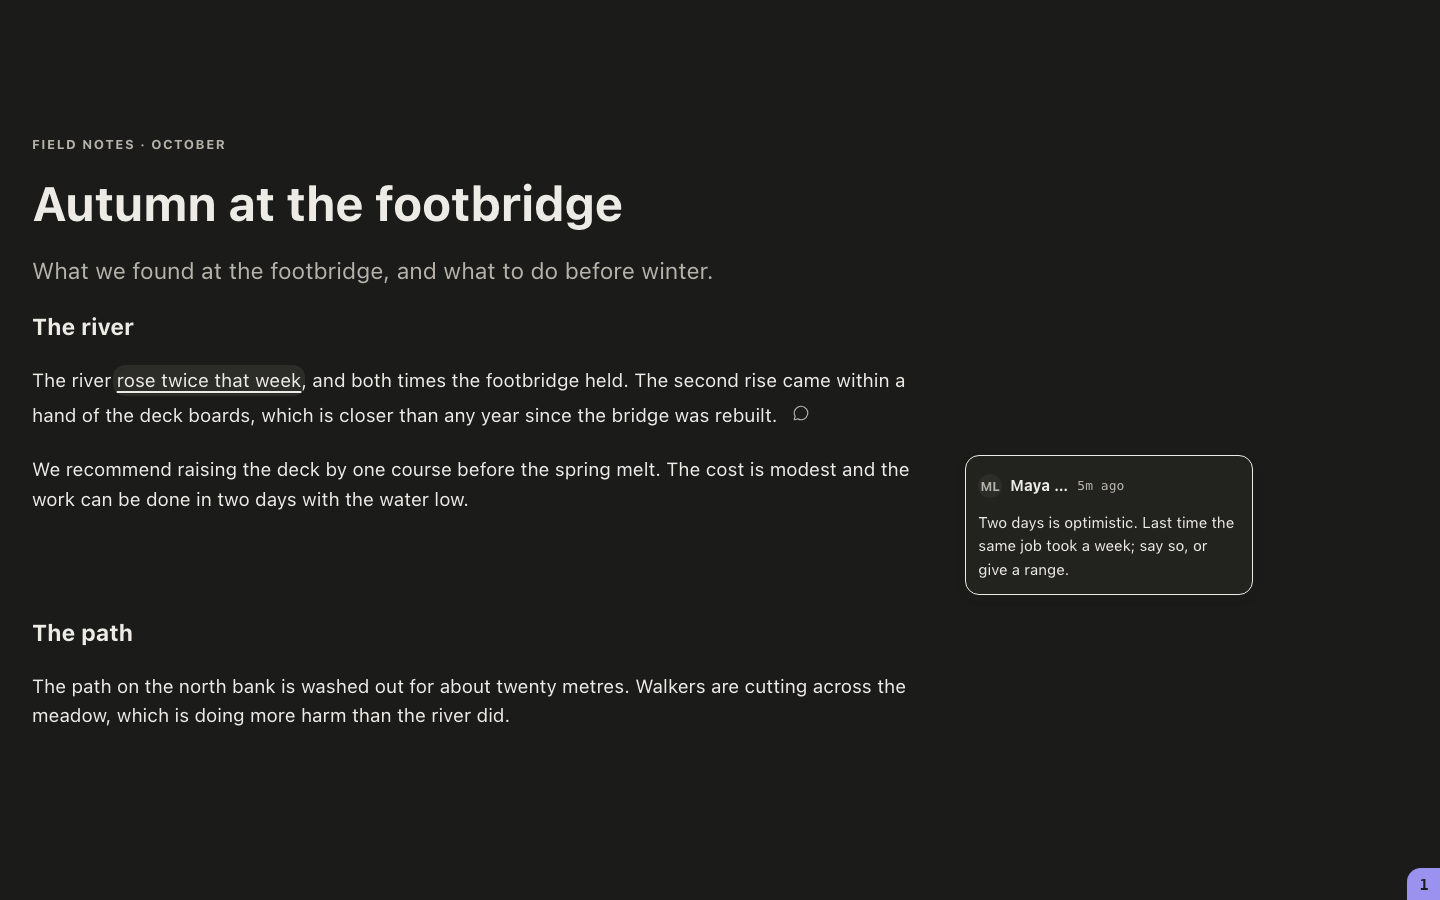 FIELD NOTES · OCTOBER
Autumn at the footbridge
What we found at the footbridge, and what to do before winter.
The river
The river rose twice that week, and both times the footbridge held. The second rise came within a
hand of the deck boards, which is closer than any year since the bridge was rebuilt.
We recommend raising the deck by one course before the spring melt. The cost is modest and the
work can be done in two days with the water low.
ML Maya ... 5m ago
Two days is optimistic. Last time the
same job took a week; say so, or
give a range.
The path
The path on the north bank is washed out for about twenty metres. Walkers are cutting across the
meadow, which is doing more harm than the river did.
1